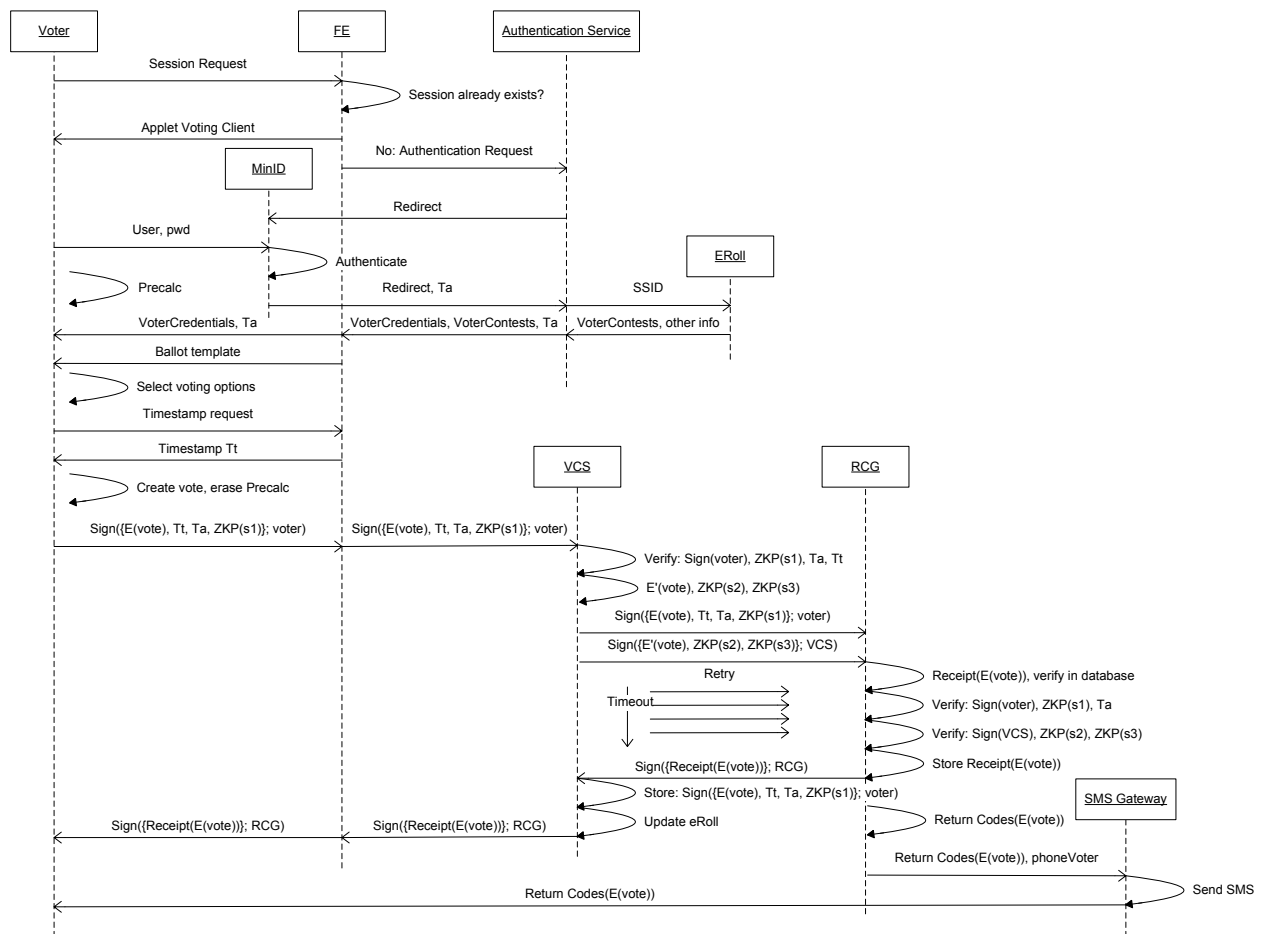 Voter
FE
Authentication Service
Session Request
Session already exists?
Applet Voting Client
No: Authentication Request
MinID
Redirect
User, pwd
ERoll
Authenticate
Precalc
Redirect, Ta
SSID
VoterCredentials, Ta
VoterCredentials, VoterContests, Ta
VoterContests, other info
Ballot template
Select voting options
Timestamp request
Timestamp Tt
VCS
RCG
Create vote, erase Precalc
Sign({E(vote), Tt, Ta, ZKP(s1)}; voter)
Sign({E(vote), Tt, Ta, ZKP(s1)}; voter)
Verify: Sign(voter), ZKP(s1), Ta, Tt
E'(vote), ZKP(s2), ZKP(s3)
Sign({E(vote), Tt, Ta, ZKP(s1)}; voter)
Sign({E'(vote), ZKP(s2), ZKP(s3)}; VCS)
Retry
Receipt(E(vote)), verify in database
Timeout
Verify: Sign(voter), ZKP(s1), Ta
Verify: Sign(VCS), ZKP(s2), ZKP(s3)
Sign({Receipt(E(vote))}; RCG)
Store Receipt(E(vote))
Store: Sign({E(vote), Tt, Ta, ZKP(s1)}; voter)
SMS Gateway
Sign({Receipt(E(vote))}; RCG)
Sign({Receipt(E(vote))}; RCG)
Update eRoll
Return Codes(E(vote))
Return Codes(E(vote)), phoneVoter
Send SMS
Return Codes(E(vote))